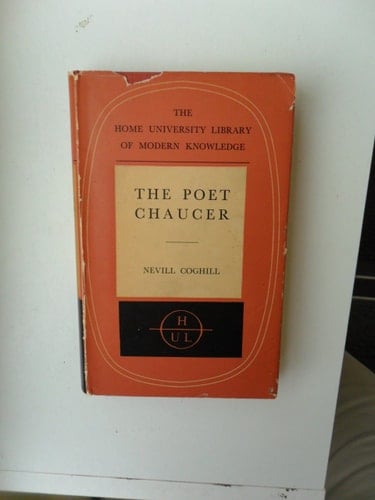 THE
HOME UNIVERSITY LIBRARY
OF MODERN KNOWLEDGE
THE POET
CHAUCER
NEVILL COGHILL
H
UL